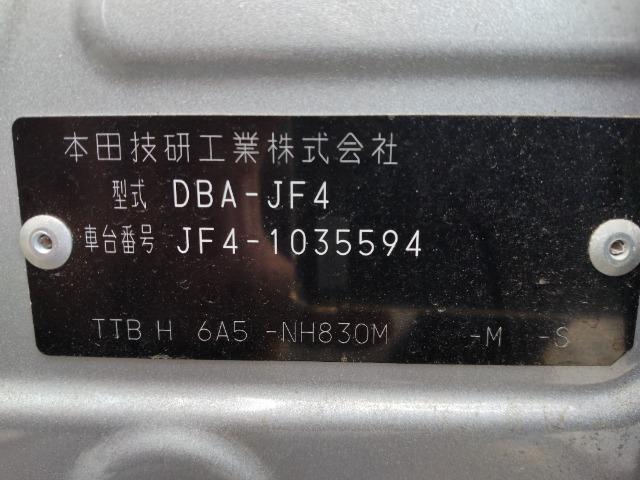 本田技研工業株式会社
型式 DBA-JF4
車台番号 JF4-1035594
TTB H 6A5 -NH830M -M -S